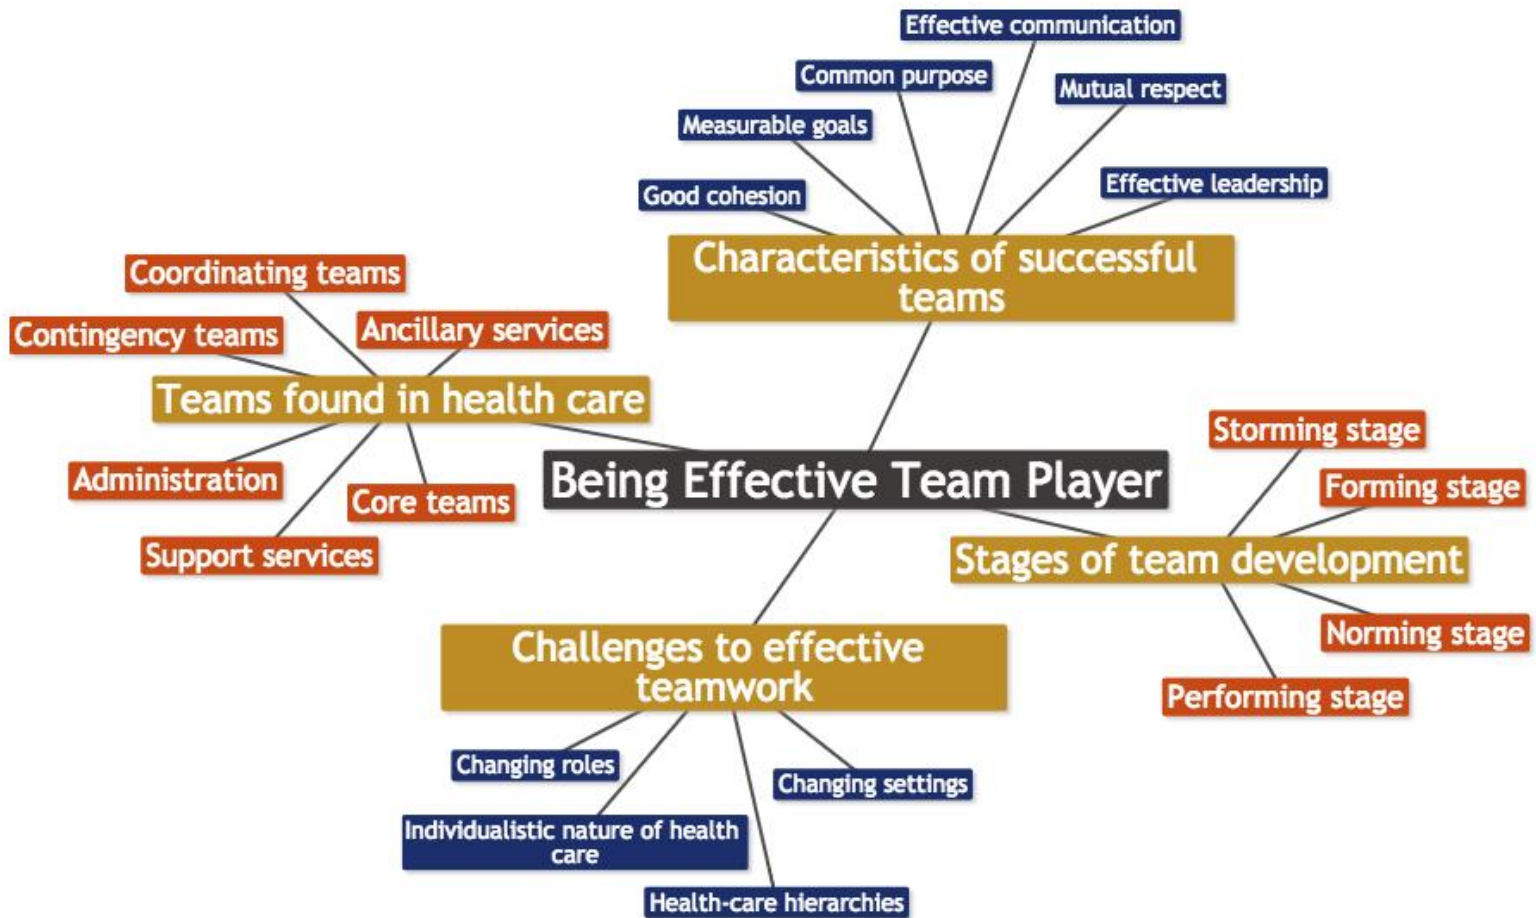 Effective communication
Common purpose
Mutual respect
Measurable goals
Good cohesion
Effective leadership
Characteristics of successful
teams
Coordinating teams
Contingency teams
Ancillary services
Teams found in health care
Administration
Core teams
Support services
Being Effective Team Player
Storming stage
Forming stage
Stages of team development
Norming stage
Performing stage
Challenges to effective
teamwork
Changing roles
Changing settings
Individualistic nature of health
care
Health-care hierarchies